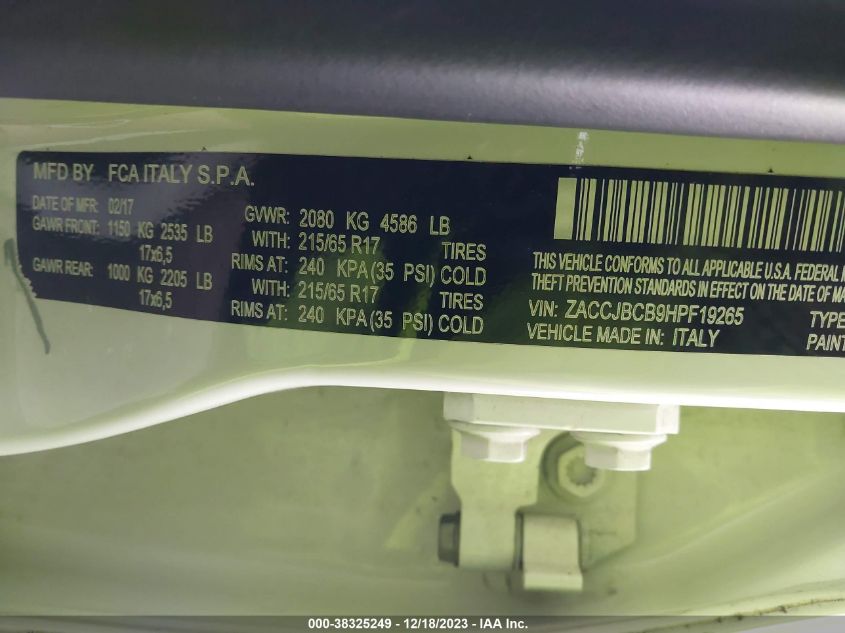 MFD BY FCA ITALY S.P.A.
DATE OF MFR: 02/17
GAWR FRONT: 1150 KG 2535 LB
17x6,5
GAWR REAR: 1000 KG 2205 LB
17x6,5
GVWR: 2080 KG 4586 LB
WITH: 215/65 R17 TIRES
RIMS AT: 240 KPA (35 PSI) COLD
WITH: 215/65 R17 TIRES
RIMS AT: 240 KPA (35 PSI) COLD
THIS VEHICLE CONFORMS TO ALL APPLICABLE U.S.A. FEDERAL
THEFT PREVENTION STANDARDS IN EFFECT ON THE DATE OF MA
VIN: ZACCJBCB9HPF19265 TYPE
VEHICLE MADE IN: ITALY PAINT
000-38325249 - 12/18/2023 - IAA Inc.